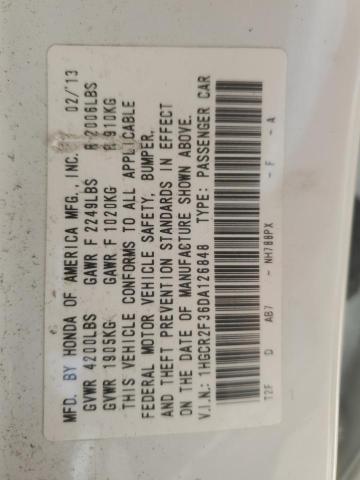 MFD. BY HONDA OF AMERICA MFG., INC. 02/'13
GVWR 4200LBS GAWR F 2249LBS R 2006LBS
GVWR 1905KG GAWR F 1020KG R 910KG
THIS VEHICLE CONFORMS TO ALL APPLICABLE
FEDERAL MOTOR VEHICLE SAFETY, BUMPER,
AND THEFT PREVENTION STANDARDS IN EFFECT
ON THE DATE OF MANUFACTURE SHOWN ABOVE.
V.I.N.: 1HGCR2F36DA126848 TYPE: PASSENGER CAR
T2F D AB7 - NH788PX - F - A